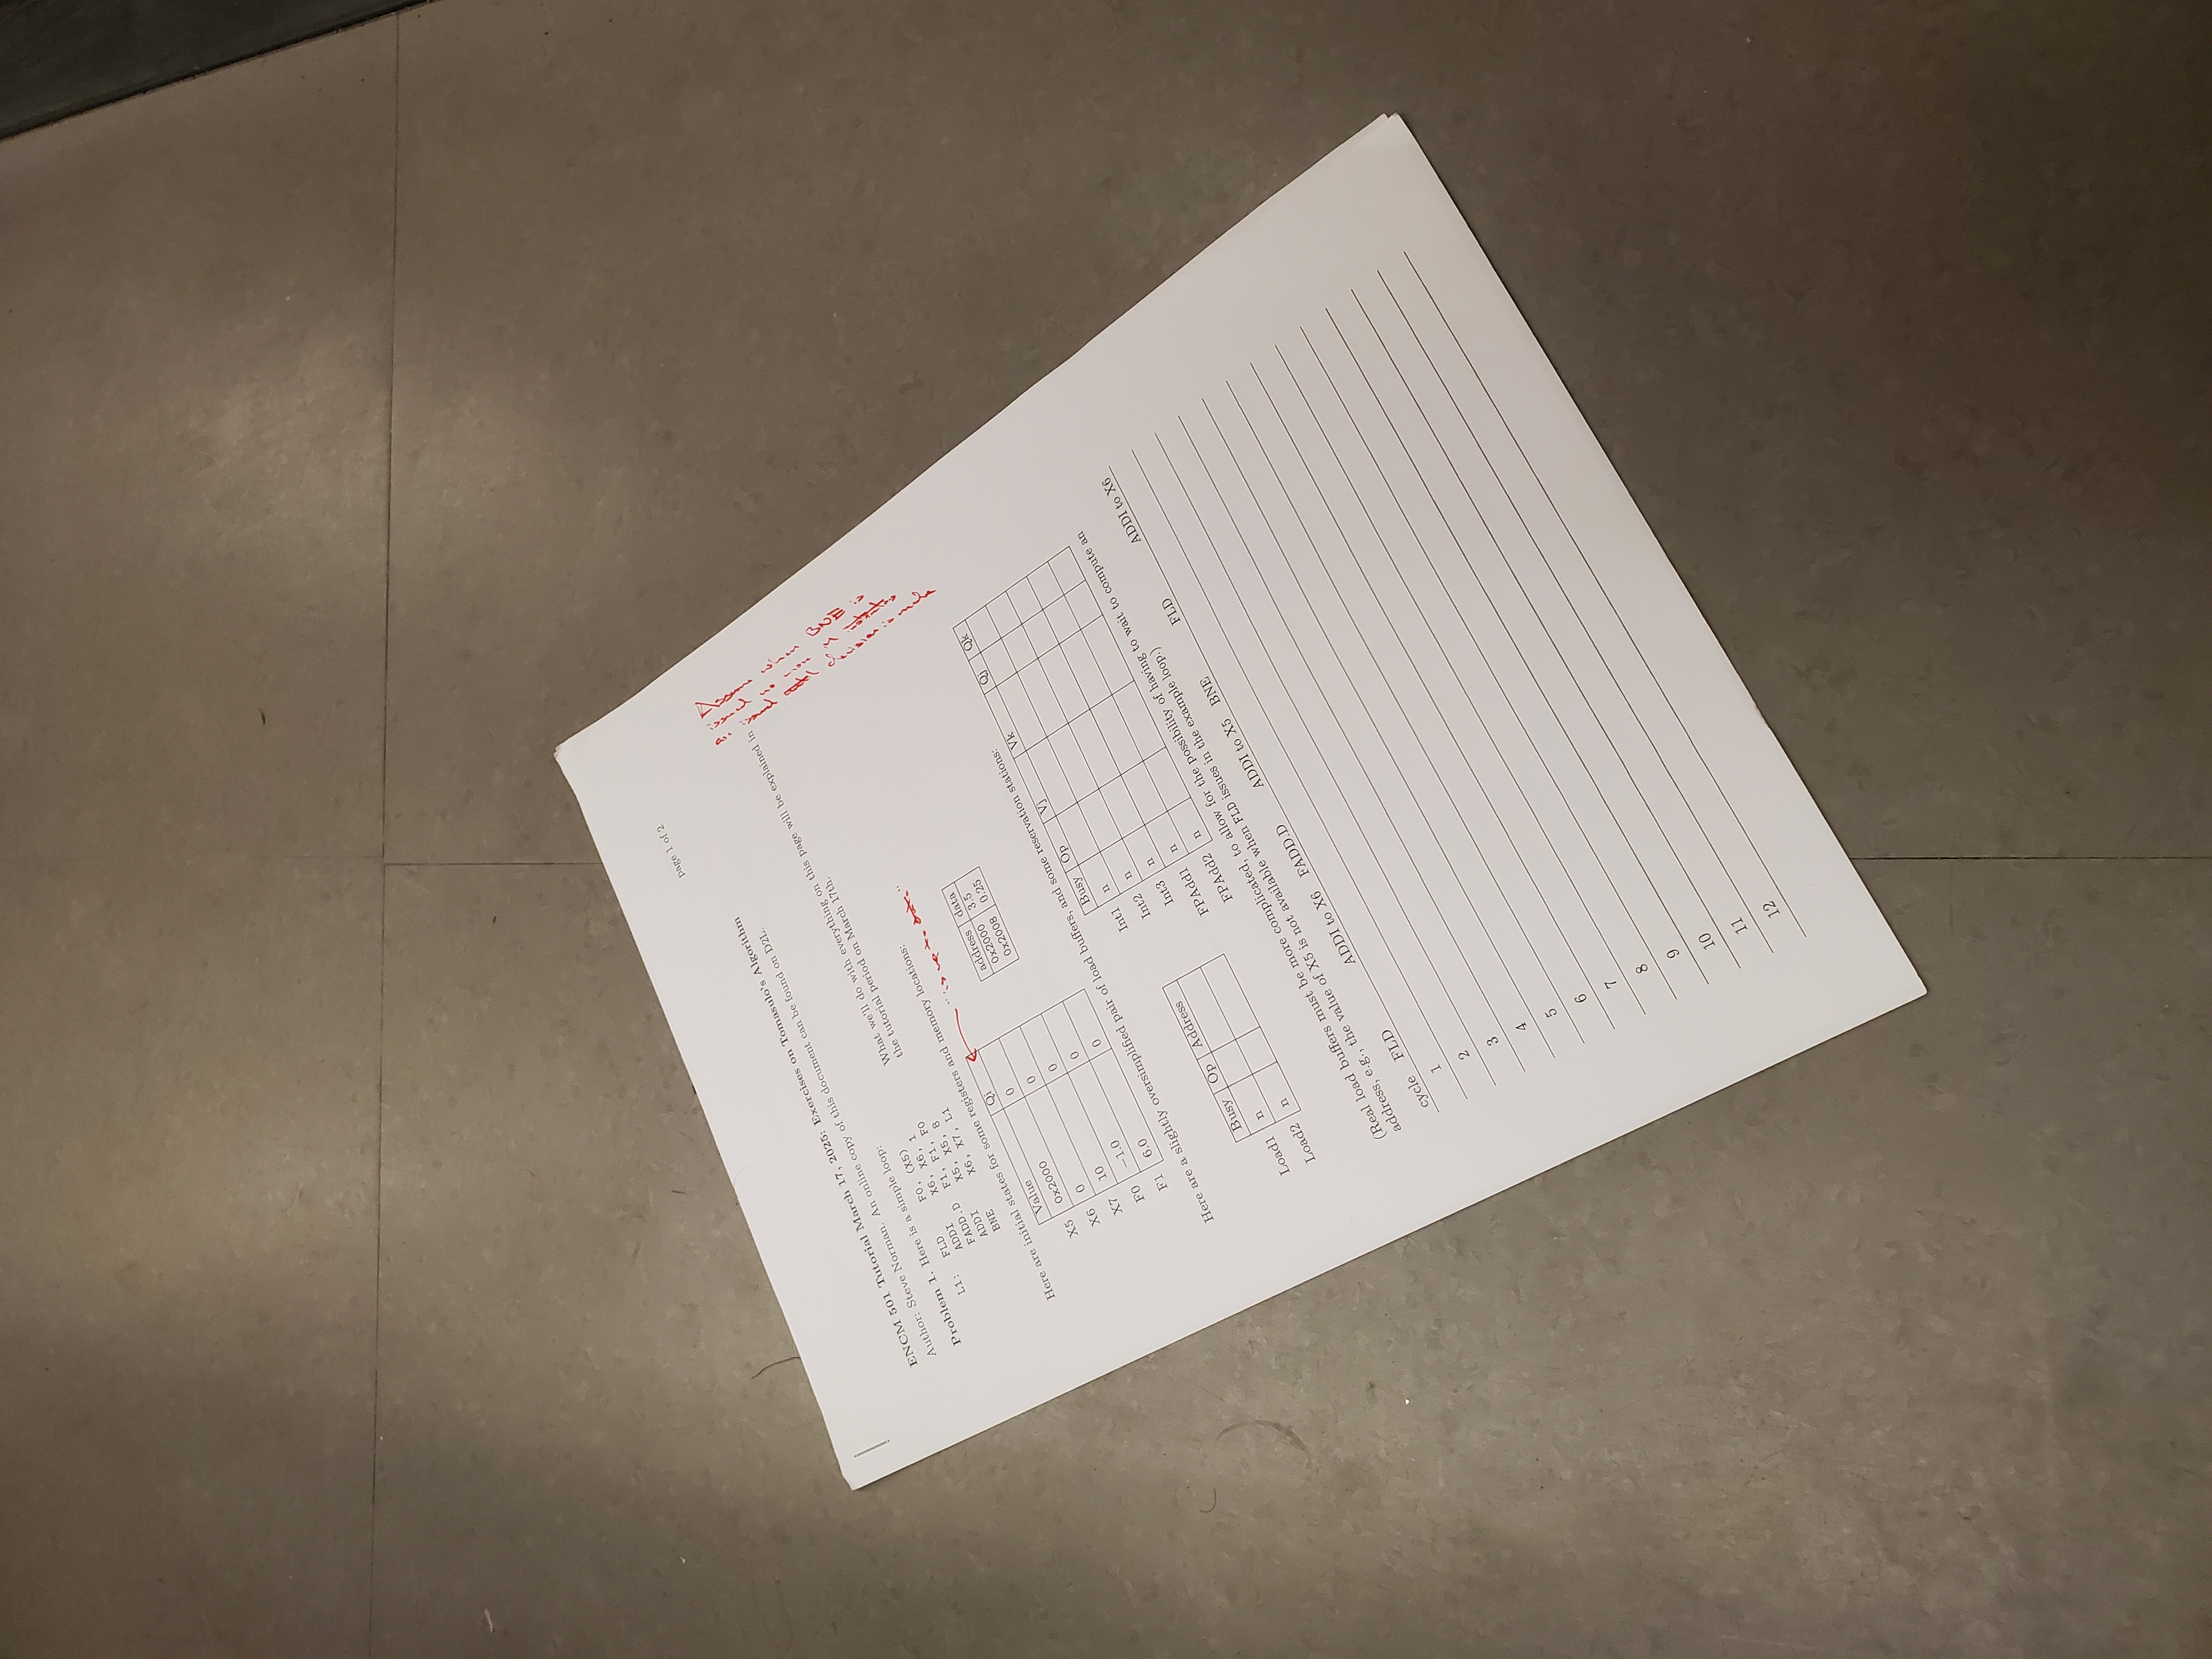 page 1 of 2
ENCM 501 Tutorial March 17, 2025: Exercises on Tomasulo's Algorithm
Author: Steve Norman. An online copy of this document can be found on D2L.
Problem 1. Here is a simple loop:
L1: FLD F0, (X5)
ADDI X6, X6, 1
FADD.D F1, F1, F0
ADDI X5, X5, 8
BNE X6, X7, L1
What we'll do with everything on this page will be explained in
the tutorial period on March 17th.
Here are initial states for some registers and memory locations:
Value Qi
X5 0x2000 0
X6 0 0
X7 10 0
F0 −1.0 0
F1 6.0 0
address data
0x2000 3.5
0x2008 0.25
Here are a slightly oversimplified pair of load buffers, and some reservation stations:
Busy Op Address
Load1 n
Load2 n
Busy Op Vj Vk Qj Qk
Int1 n
Int2 n
Int3 n
FPAdd1 n
FPAdd2 n
(Real load buffers must be more complicated, to allow for the possibility of having to wait to compute an
address, e.g., the value of X5 is not available when FLD issues in the example loop.)
cycle FLD ADDI to X6 FADD.D ADDI to X5 BNE FLD ADDI to X6
1
2
3
4
5
6
7
8
9
10
11
12
BNE is